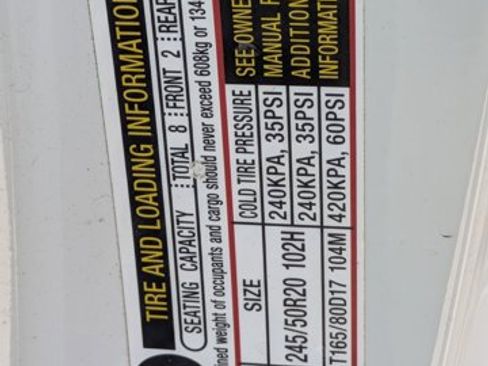 TIRE AND LOADING INFORMATION
SEATING CAPACITY TOTAL 8 FRONT 2 REAR
weight of occupants and cargo should never exceed 608kg or 134
SIZE COLD TIRE PRESSURE SEE OWNE
245/50R20 102H 240KPA, 35PSI MANUAL F
240KPA, 35PSI ADDITION
T165/80D17 104M 420KPA, 60PSI INFORMATI